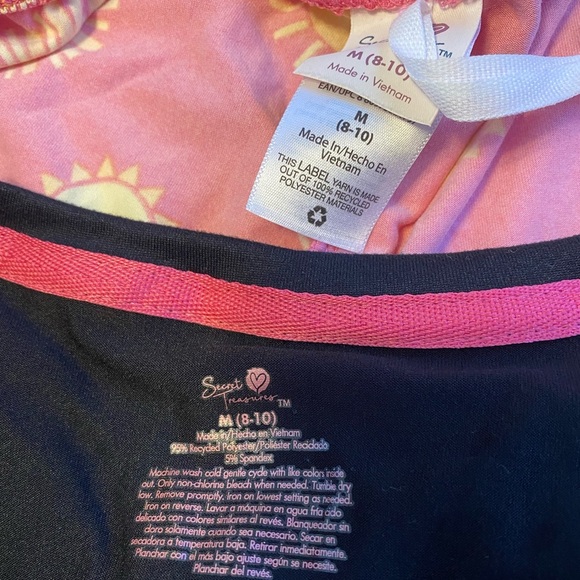 Secret
TM
M (8-10)
Made in Vietnam
EAN/UPC
M
(8-10)
Made In/Hecho En
Vietnam
THIS LABEL YARN IS MADE
OUT OF 100% RECYCLED
POLYESTER MATERIALS
Secret
Treasures TM
M (8-10)
Made in/Hecho en Vietnam
95% Recycled Polyester/Poliéster Reciclado
5% Spandex
Machine wash cold gentle cycle with like colors inside
out. Only non-chlorine bleach when needed. Tumble dry
low. Remove promptly. Iron on lowest setting as needed.
Iron on reverse. Lavar a máquina en agua fría ciclo
delicado con colores similares al revés. Blanqueador sin
cloro solamente cuando sea necesario. Secar en
secadora a temperatura baja. Retirar inmediatamente.
Planchar con el más bajo ajuste según se necesite.
Planchar del revés.